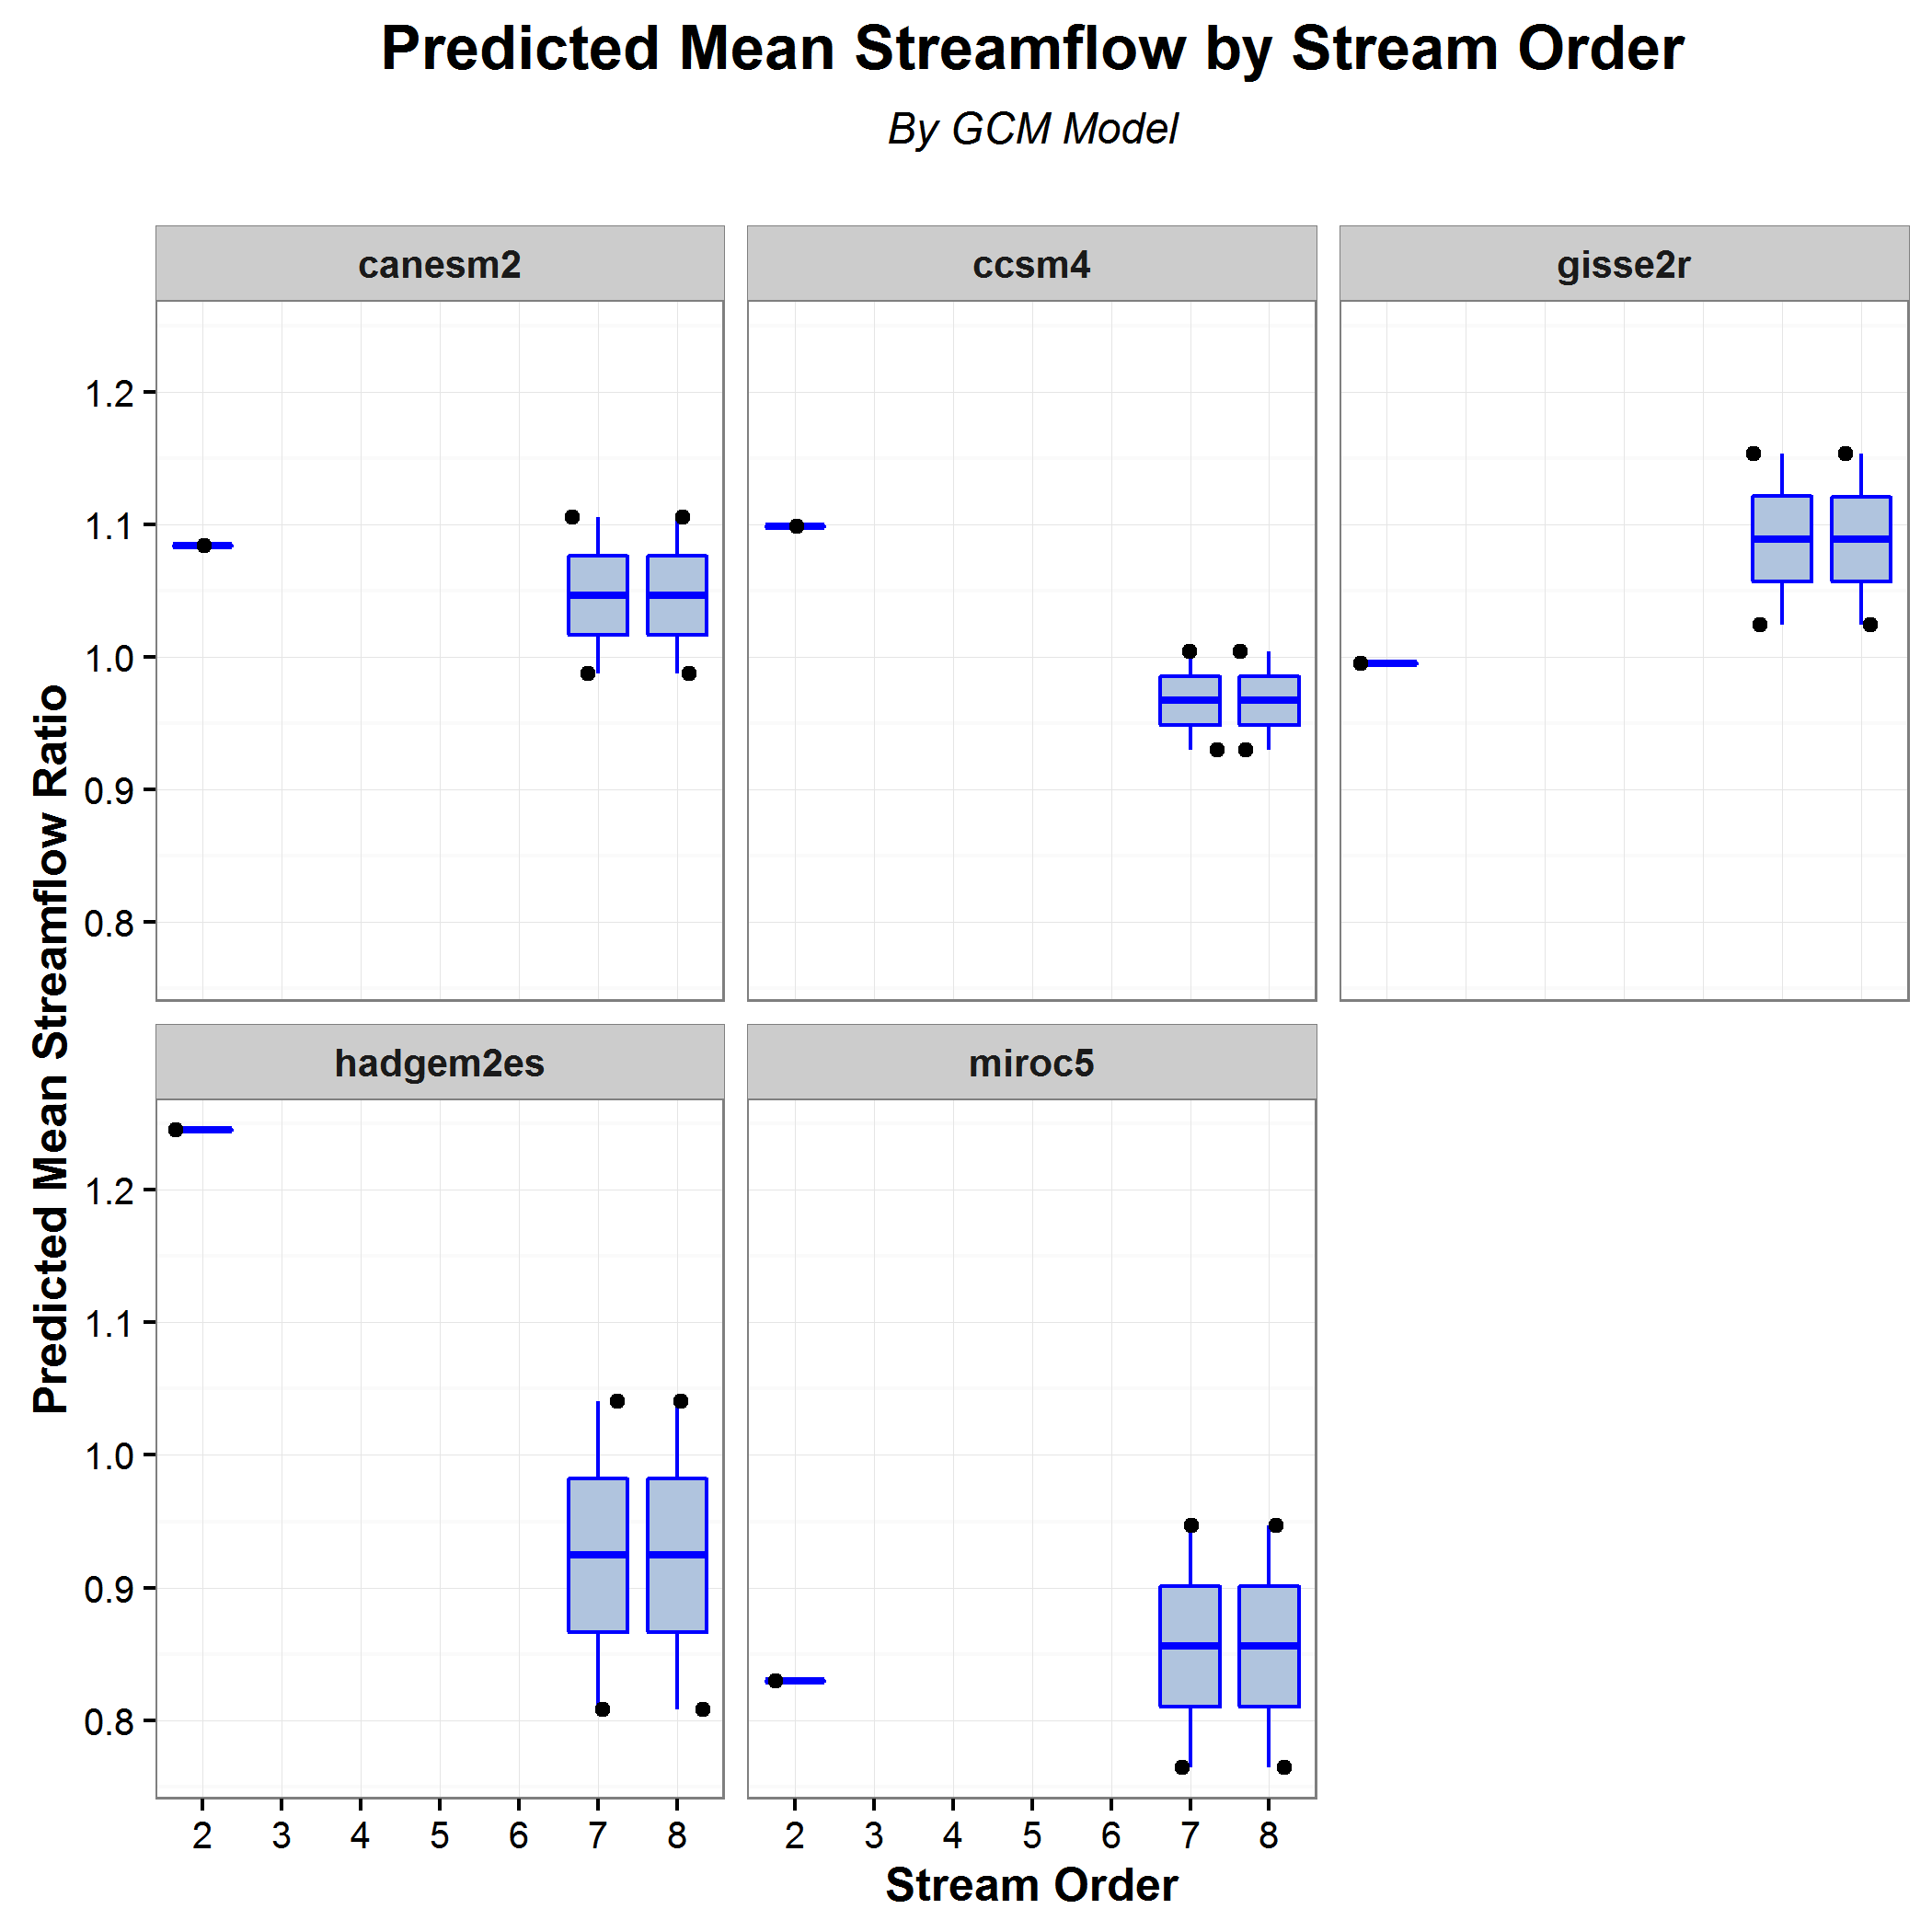 Predicted Mean Streamflow by Stream Order
By GCM Model
canesm2
ccsm4
gisse2r
1.2
1.1
1.0
0.9
0.8
Predicted Mean Streamflow Ratio
hadgem2es
miroc5
1.2
1.1
1.0
0.9
0.8
2 3 4 5 6 7 8
2 3 4 5 6 7 8
Stream Order